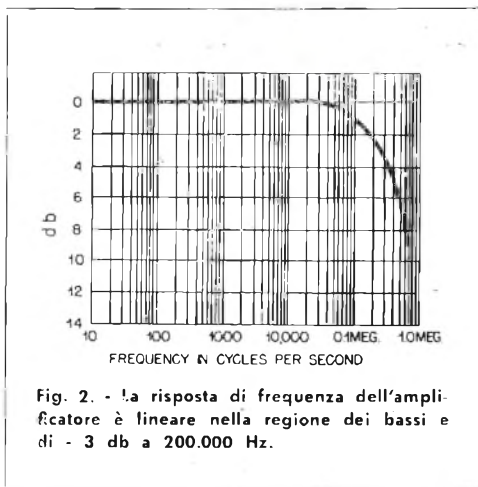 0
2
4
6
8
10
12
14
db
10 100 1000 10,000 0.1MEG. 1.0MEG
FREQUENCY IN CYCLES PER SECOND
Fig. 2. - La risposta di frequenza dell'ampli-
ficatore è lineare nella regione dei bassi e
di - 3 db a 200.000 Hz.